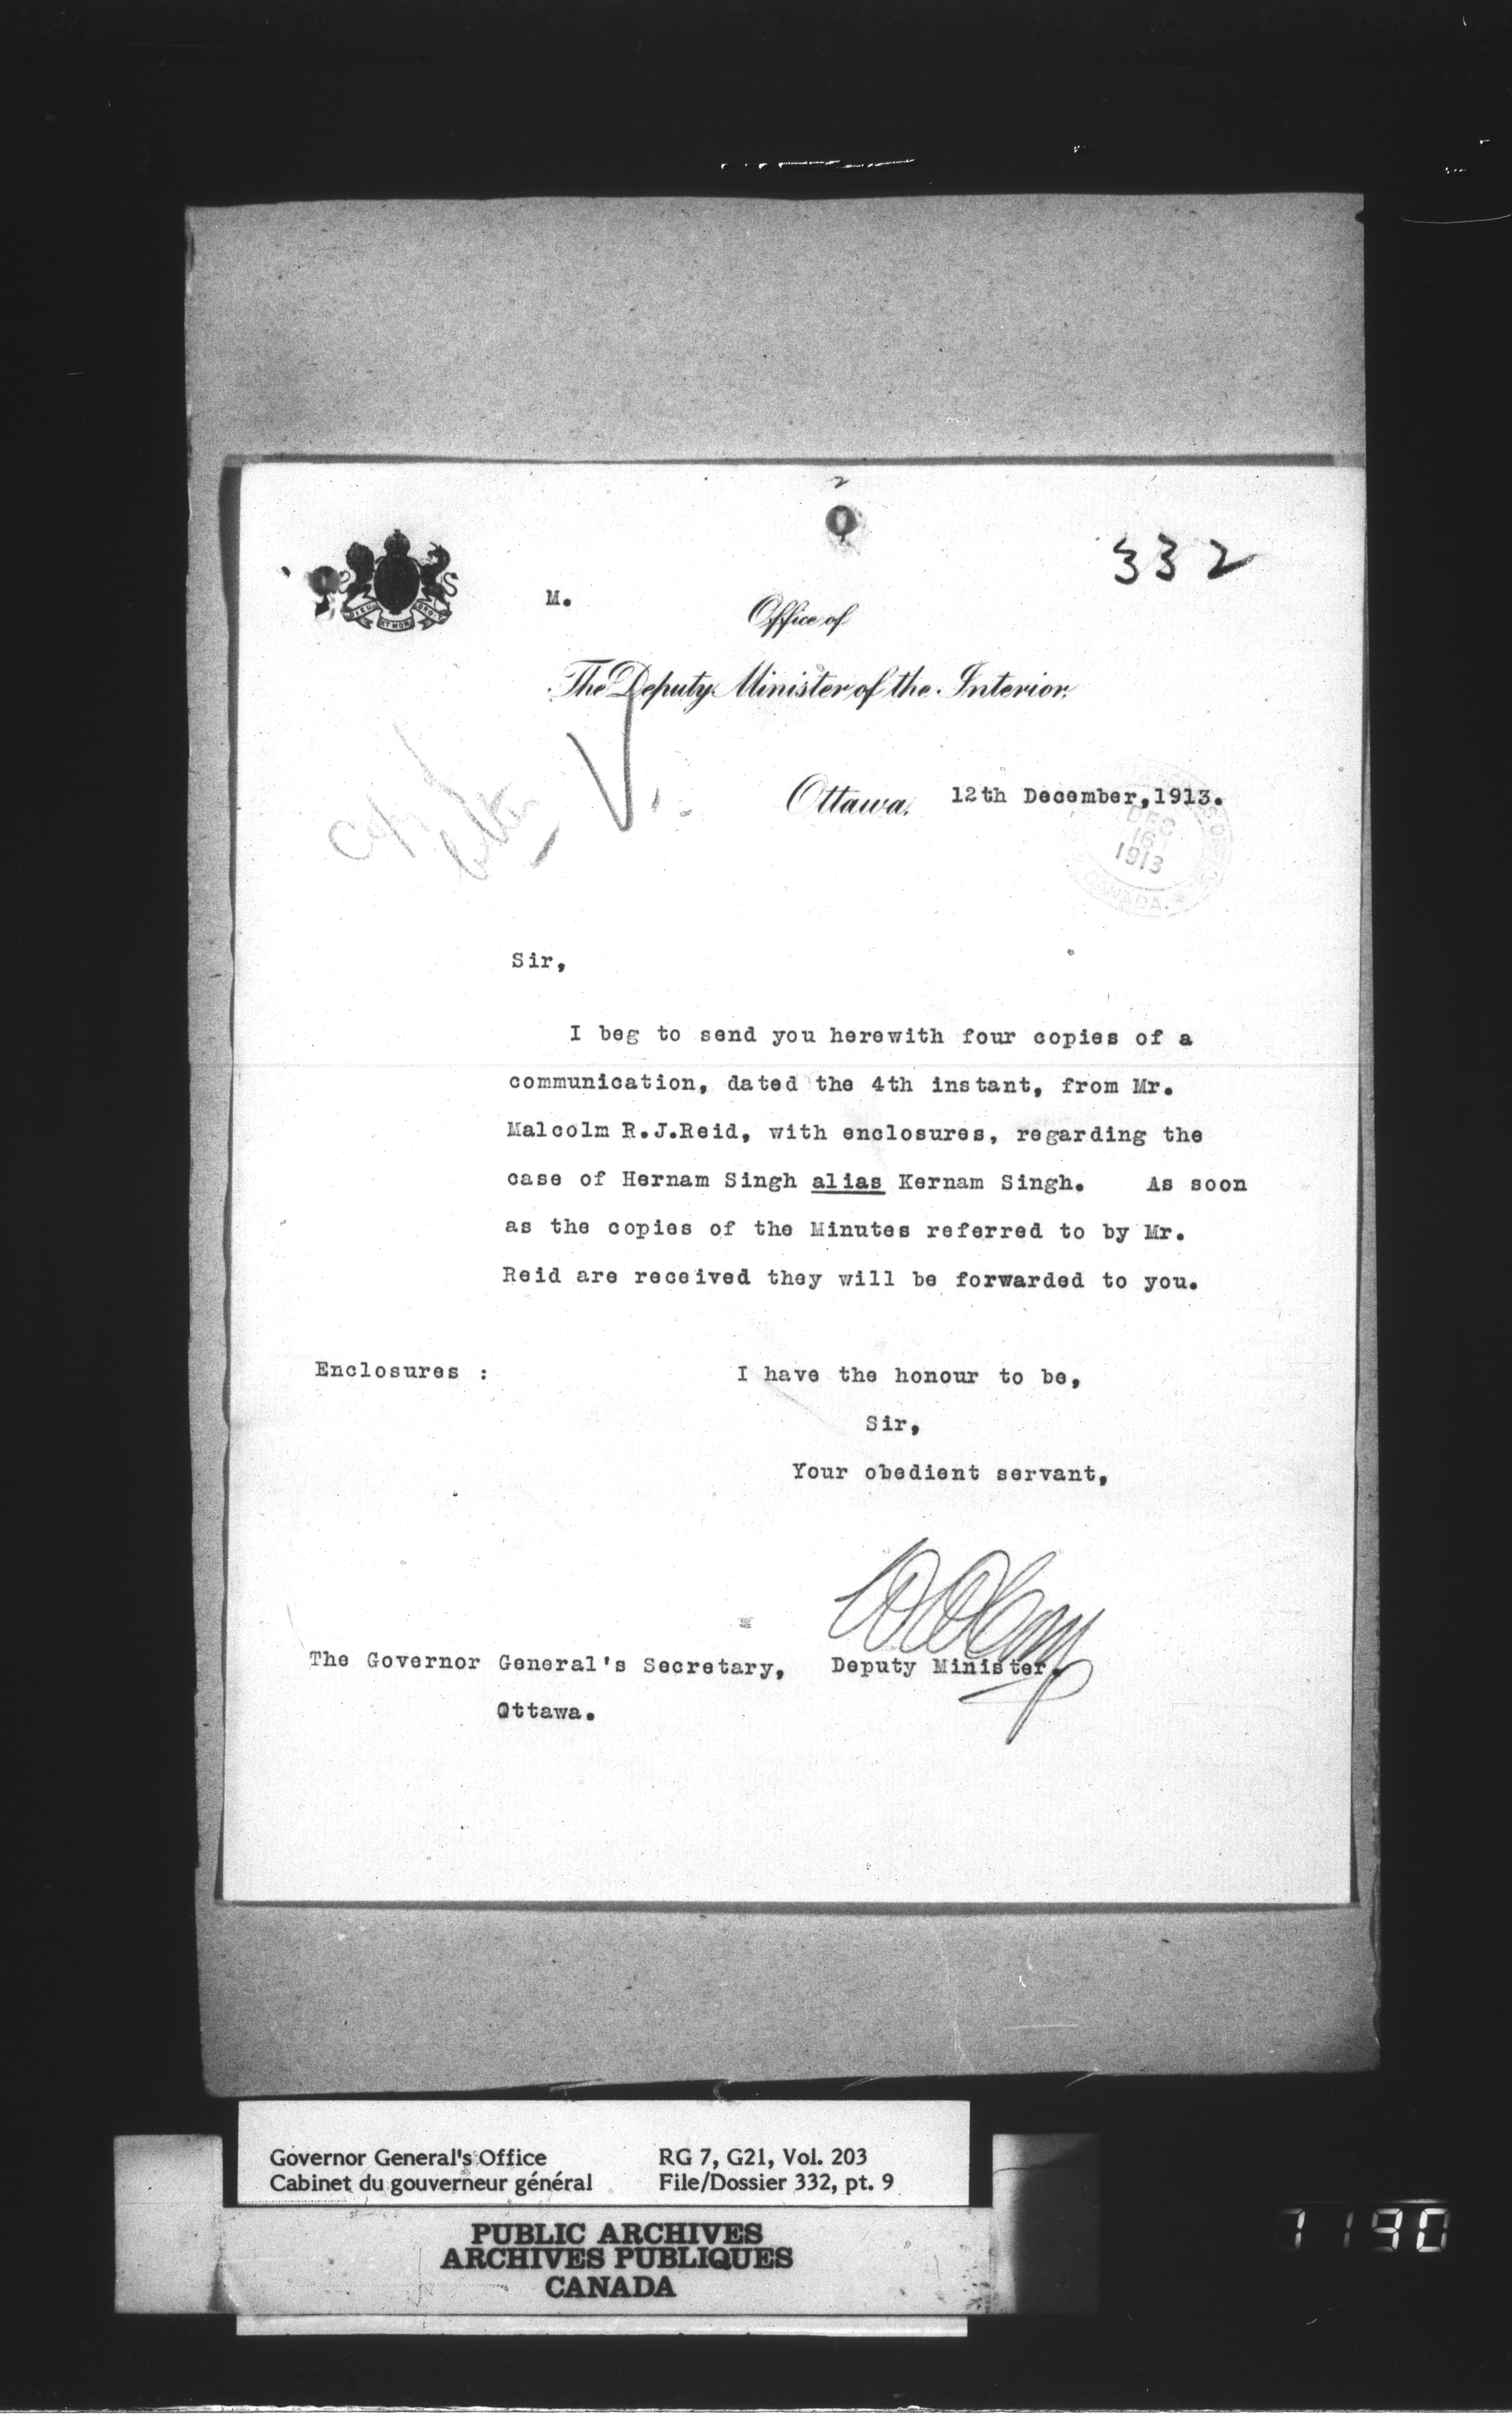 332
DIEU ET MON DROIT
M.
Office of
The Deputy Minister of the Interior,
Ottawa, 12th December, 1913.
DEC
16
1913
CANADA.
Sir,
I beg to send you herewith four copies of a
communication, dated the 4th instant, from Mr.
Malcolm R.J.Reid, with enclosures, regarding the
case of Hernam Singh alias Kernam Singh. As soon
as the copies of the Minutes referred to by Mr.
Reid are received they will be forwarded to you.
Enclosures :
I have the honour to be,
Sir,
Your obedient servant,
The Governor General's Secretary,
Ottawa.
Deputy Minister.
Governor General's Office
Cabinet du gouverneur général
RG 7, G21, Vol. 203
File/Dossier 332, pt. 9
PUBLIC ARCHIVES
ARCHIVES PUBLIQUES
CANADA
1190